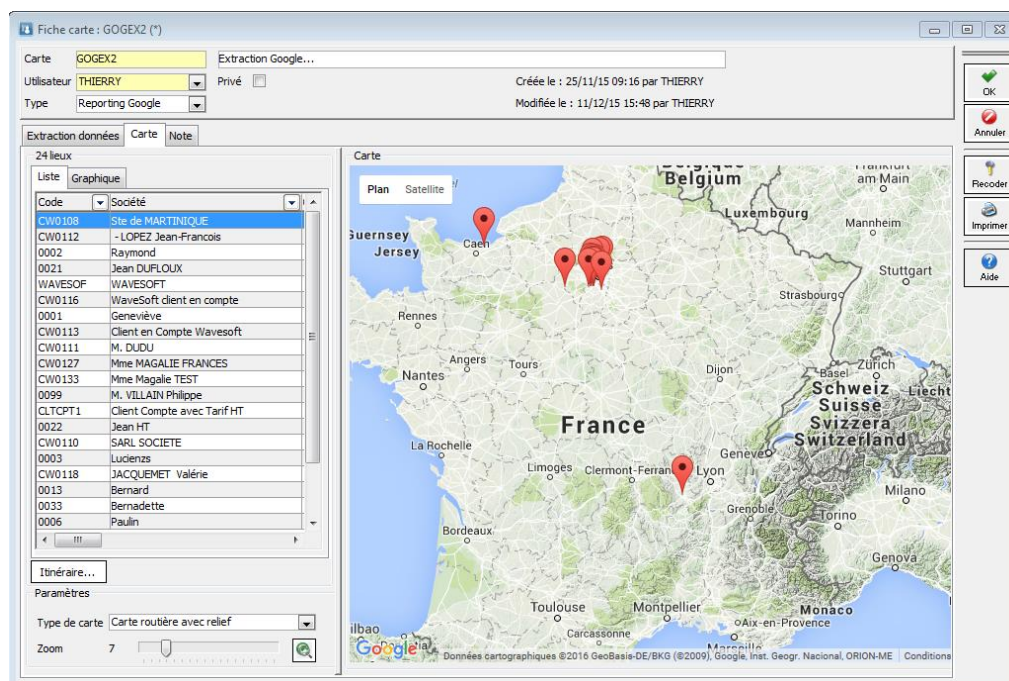 Fiche carte : GOGEX2 (*)
Carte GOGEX2 Extraction Google...
Utilisateur THIERRY Privé Créée le : 25/11/15 09:16 par THIERRY
Type Reporting Google Modifiée le : 11/12/15 15:48 par THIERRY
OK
Annuler
Recoder
Imprimer
Aide
Extraction données Carte Note
24 lieux
Liste Graphique
Code Société
CW0108 Ste de MARTINIQUE
CW0112 - LOPEZ Jean-Francois
0002 Raymond
0021 Jean DUFLOUX
WAVESOF WAVESOFT
CW0116 WaveSoft client en compte
0001 Geneviève
CW0113 Client en Compte Wavesoft
CW0111 M. DUDU
CW0127 Mme MAGALIE FRANCES
CW0133 Mme Magalie TEST
0099 M. VILLAIN Philippe
CLTCPT1 Client Compte avec Tarif HT
0022 Jean HT
CW0110 SARL SOCIETE
0003 Lucienzs
CW0118 JACQUEMET Valérie
0013 Bernard
0033 Bernadette
0006 Paulin
Itinéraire...
Paramètres
Type de carte Carte routière avec relief
Zoom 7
Carte
Plan Satellite
Belgium
am Main
Luxembourg
Mannheim
Guernsey
Jersey
Caen
Stuttgart
Strasbourg
Rennes
Angers
Tours
Nantes
Dijon
Basel
Zürich
Schweiz
Suisse
Svizzera
Switzerland
Liecht
France
La Rochelle
Genève
Limoges
Clermont-Ferran
Lyon
Milano
Grenoble
Torino
Bordeaux
Genova
Toulouse
Montpellier
Monaco
Aix-en-Provence
ilbao
Carcassonne
Marseille
Google
Données cartographiques ©2016 GeoBasis-DE/BKG (©2009), Google, Inst. Geogr. Nacional, ORION-ME Conditions